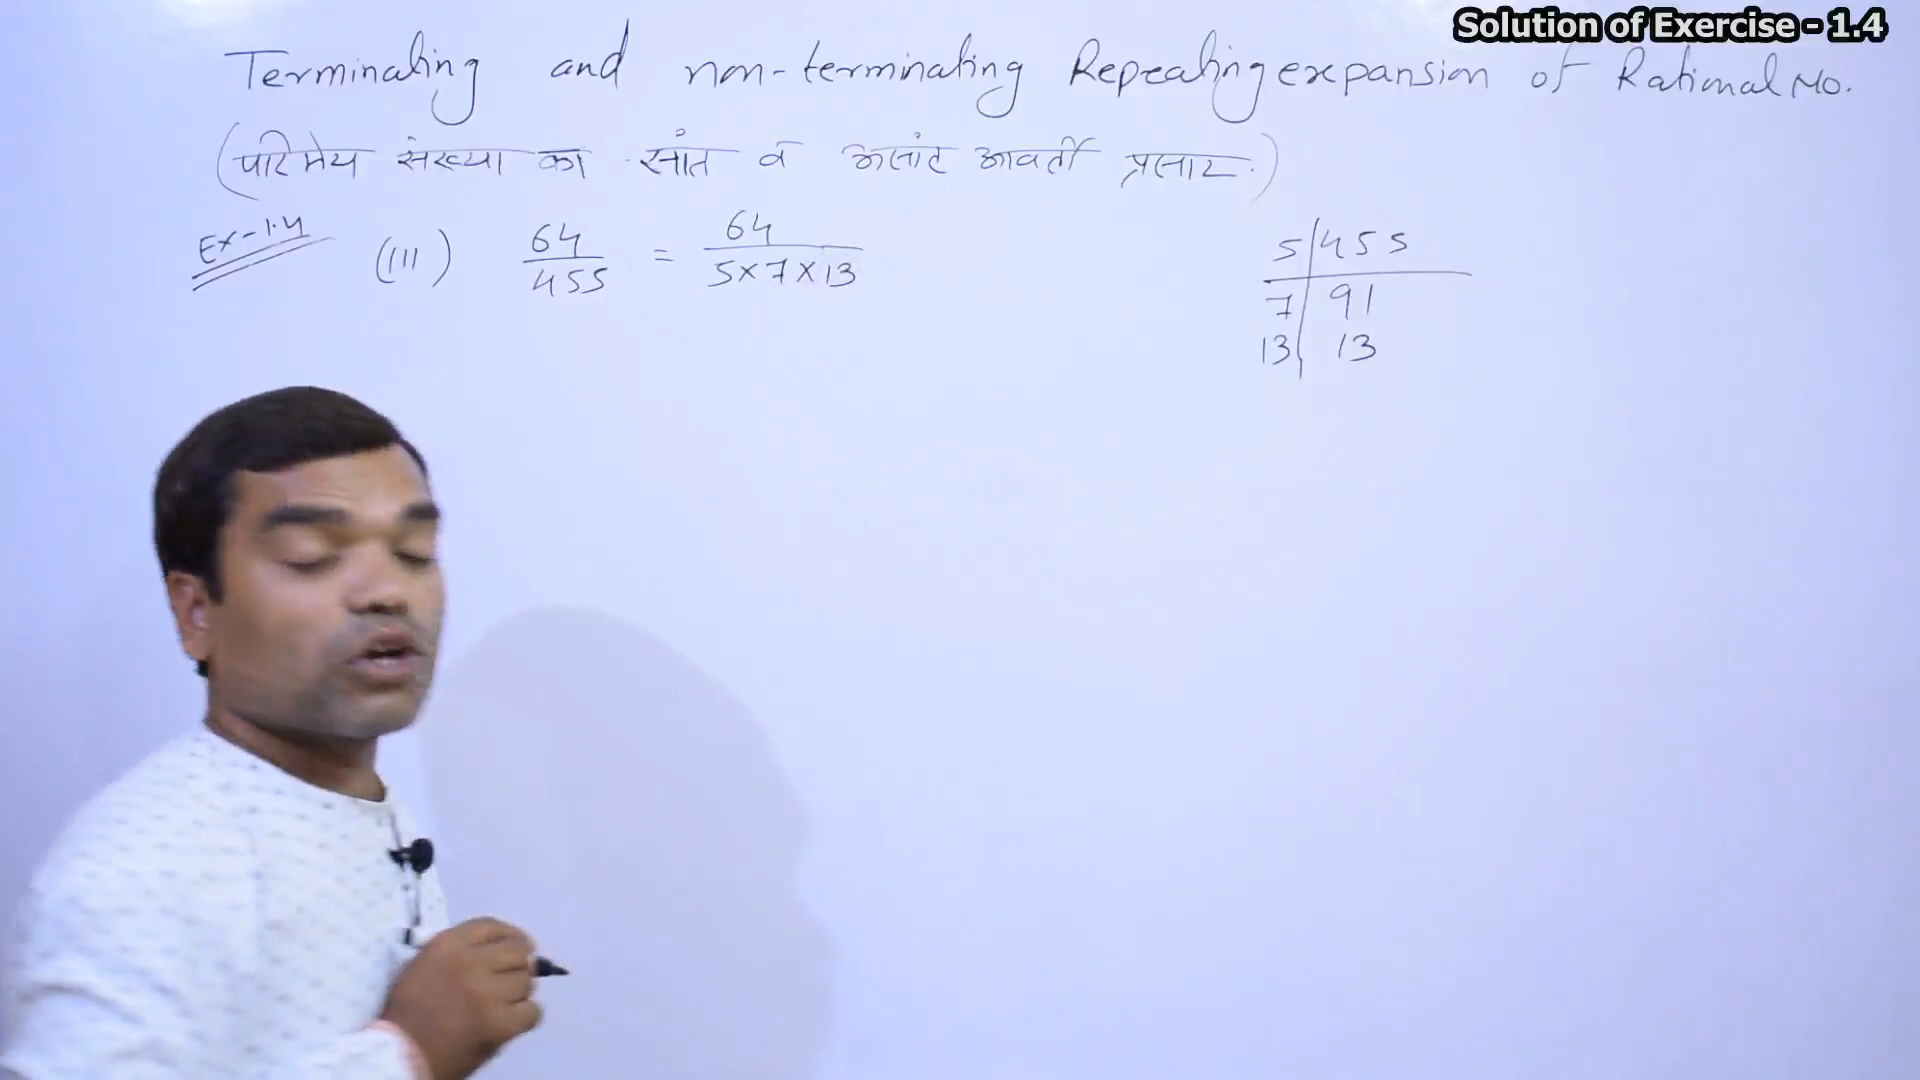 Solution of Exercise - 1.4
Terminating and non-terminating Repeating expansion of Rational No.
(परिमेय संख्या का सांत व असांत आवर्ती प्रसार.)
Ex-1.4 (III) 64/455 = 64/(5×7×13)
5|455
7|91
13|13